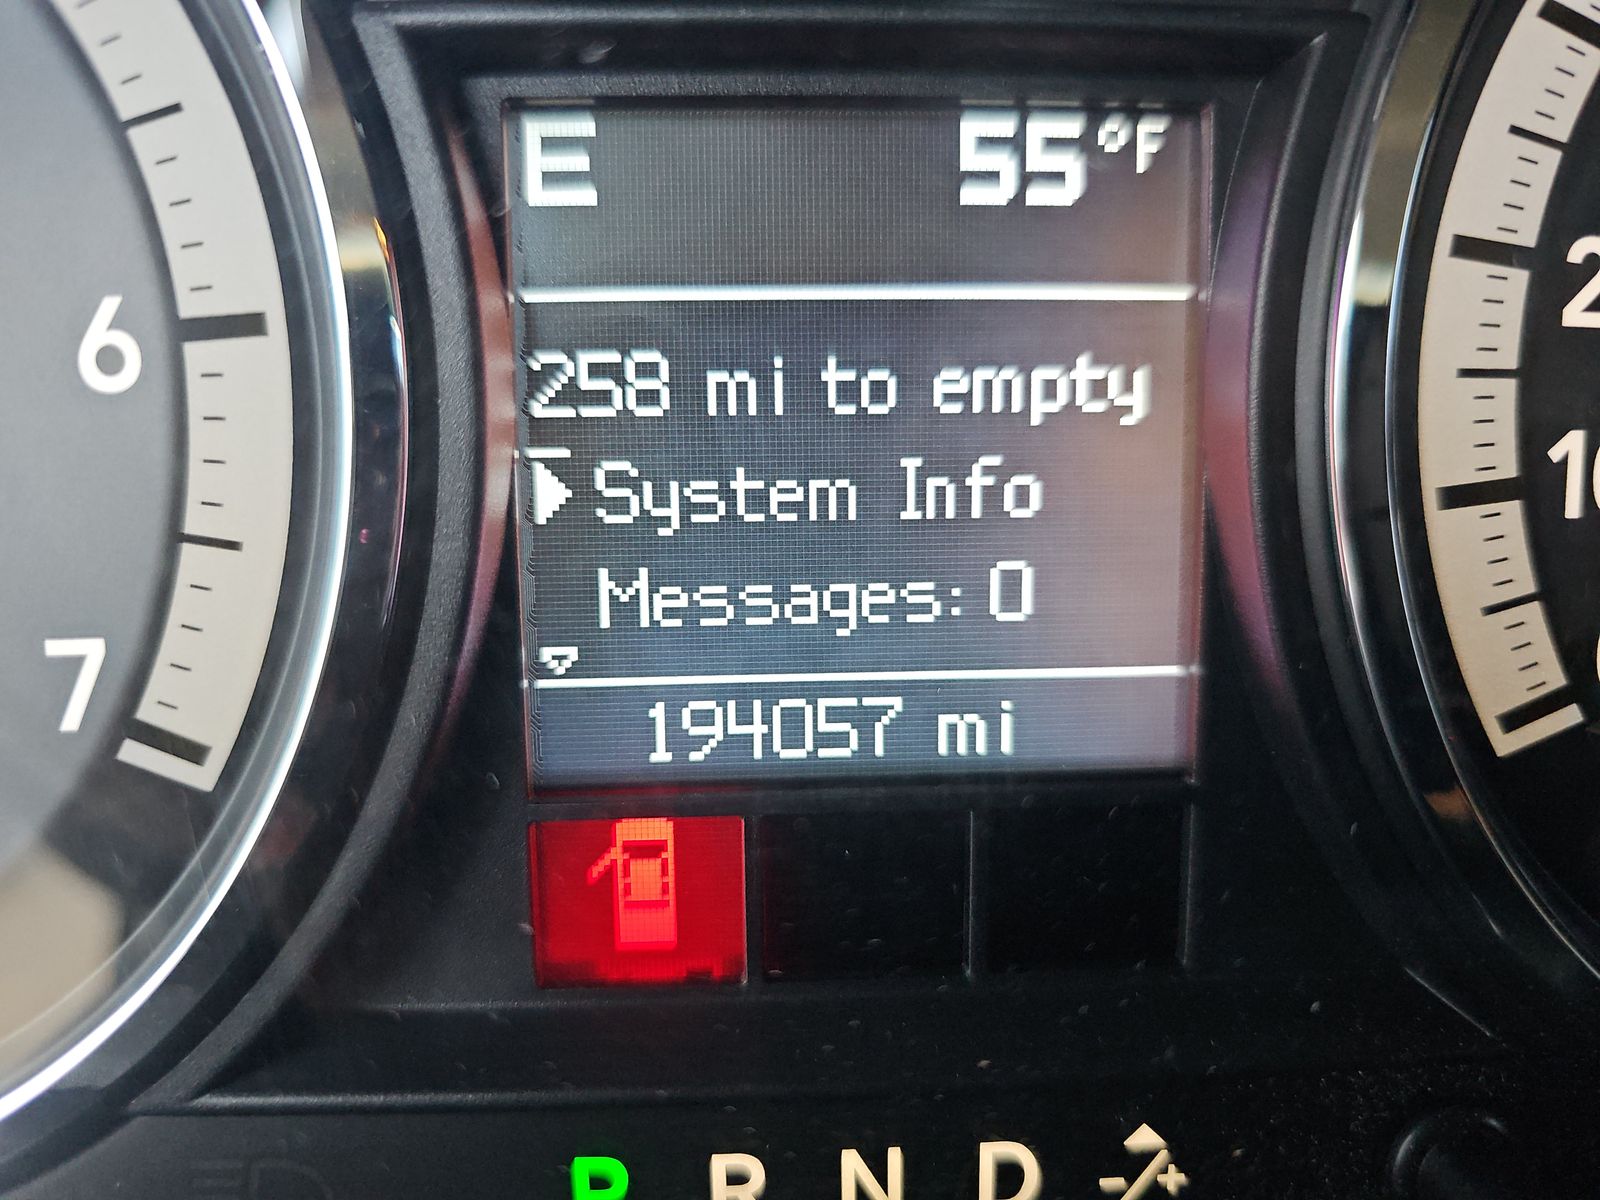 E 55°F
258 mi to empty
System Info
Messages: 0
194057 mi
6
7
P R N D -/+